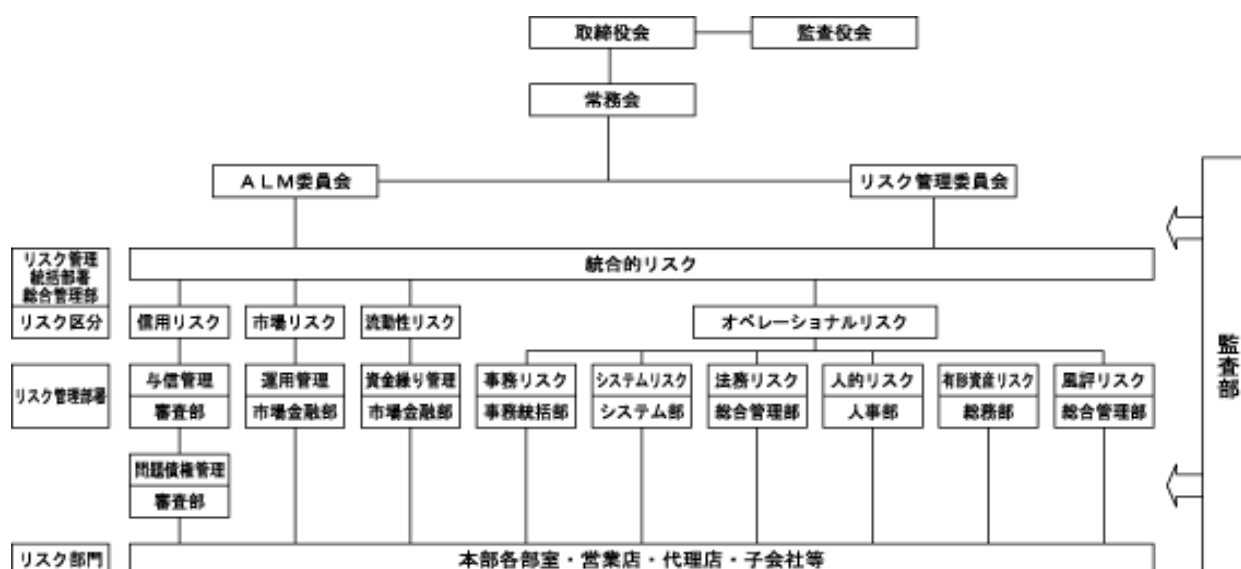 取締役会
監査役会
常務会
ALM委員会
リスク管理委員会
リスク管理
統括部署
総合管理部
統合的リスク
リスク区分
信用リスク
市場リスク
流動性リスク
オペレーショナルリスク
監査部
リスク管理部署
与信管理
審査部
運用管理
市場金融部
資金繰り管理
市場金融部
事務リスク
事務統括部
システムリスク
システム部
法務リスク
総合管理部
人的リスク
人事部
有形資産リスク
総務部
風評リスク
総合管理部
問題債権管理
審査部
リスク部門
本部各部室・営業店・代理店・子会社等